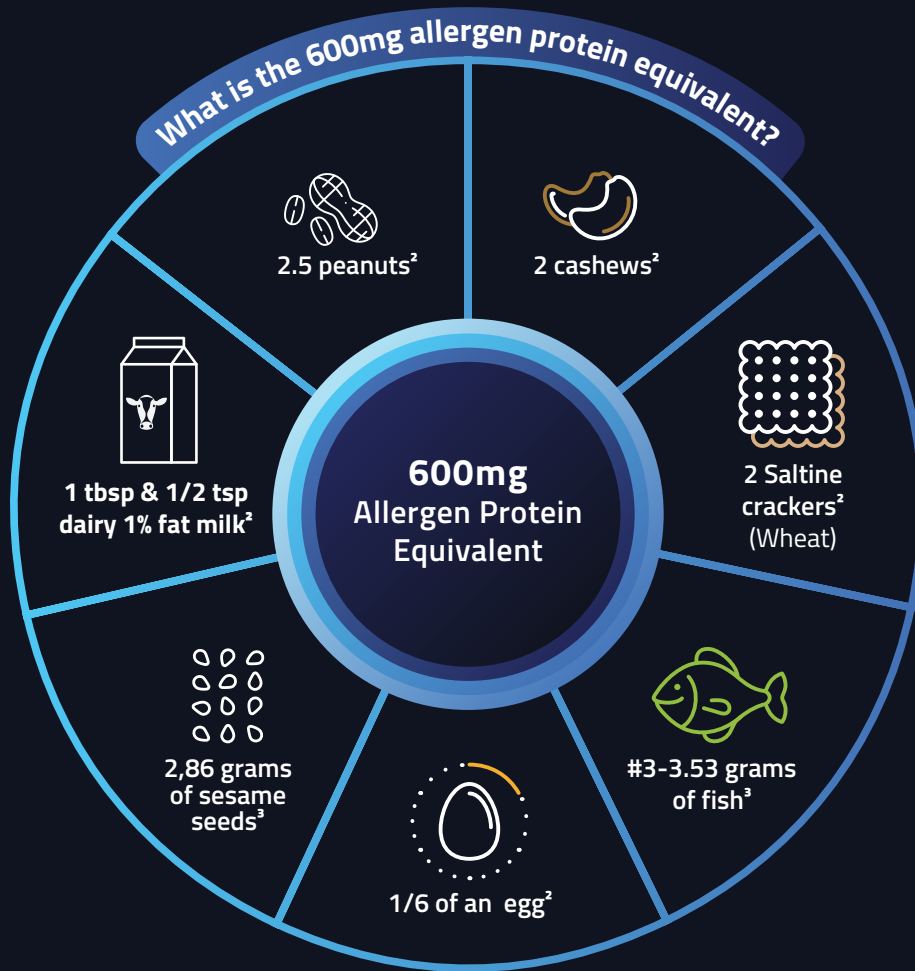 What is the 600mg allergen protein equivalent?
2.5 peanuts²
2 cashews²
1 tbsp & 1/2 tsp
dairy 1% fat milk²
600mg
Allergen Protein
Equivalent
2 Saltine
crackers²
(Wheat)
2,86 grams
of sesame
seeds³
#3-3.53 grams
of fish³
1/6 of an egg²